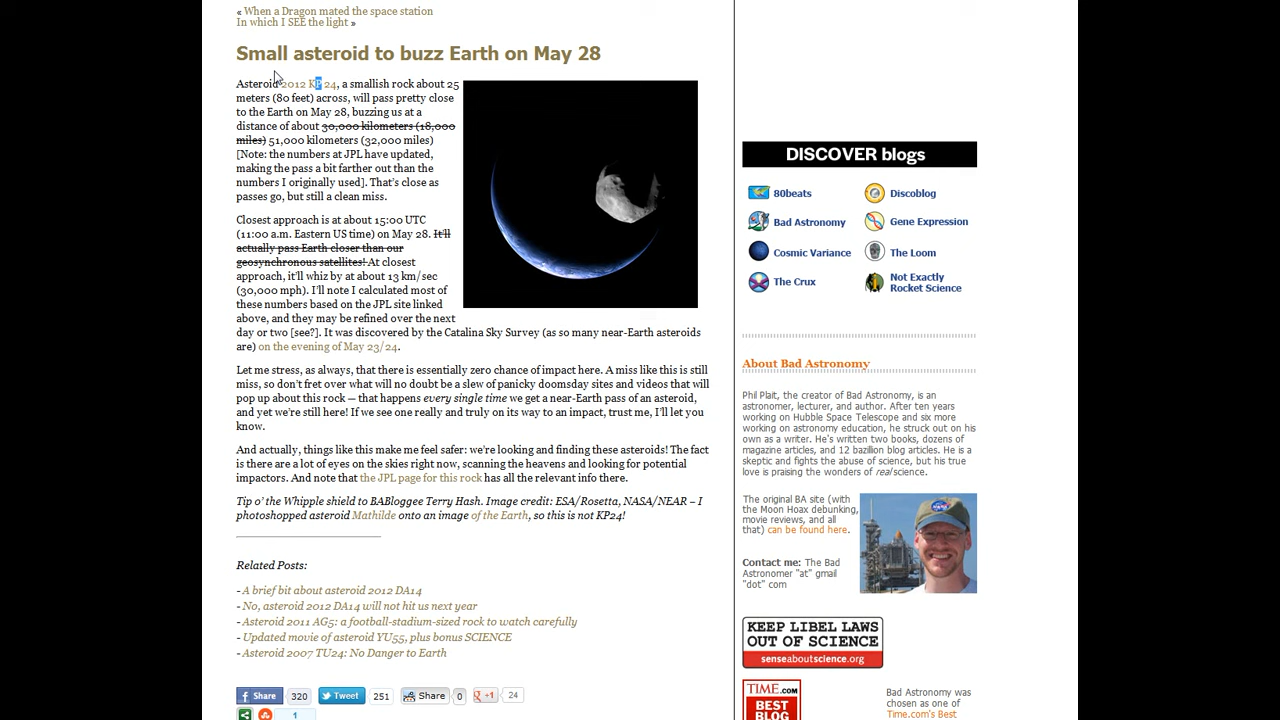 « When a Dragon mated the space station
In which I SEE the light »
Small asteroid to buzz Earth on May 28
Asteroid 2012 KP 24, a smallish rock about 25
meters (80 feet) across, will pass pretty close
to the Earth on May 28, buzzing us at a
distance of about 30,000 kilometers (18,000
miles) 51,000 kilometers (32,000 miles)
[Note: the numbers at JPL have updated,
making the pass a bit farther out than the
numbers I originally used]. That's close as
passes go, but still a clean miss.
Closest approach is at about 15:00 UTC
(11:00 a.m. Eastern US time) on May 28. It'll
actually pass Earth closer than our
geosynchronous satellites! At closest
approach, it'll whiz by at about 13 km/sec
(30,000 mph). I'll note I calculated most of
these numbers based on the JPL site linked
above, and they may be refined over the next
day or two [see?]. It was discovered by the Catalina Sky Survey (as so many near-Earth asteroids
are) on the evening of May 23/24.
Let me stress, as always, that there is essentially zero chance of impact here. A miss like this is still
miss, so don't fret over what will no doubt be a slew of panicky doomsday sites and videos that will
pop up about this rock — that happens every single time we get a near-Earth pass of an asteroid,
and yet we're still here! If we see one really and truly on its way to an impact, trust me, I'll let you
know.
And actually, things like this make me feel safer: we're looking and finding these asteroids! The fact
is there are a lot of eyes on the skies right now, scanning the heavens and looking for potential
impactors. And note that the JPL page for this rock has all the relevant info there.
Tip o' the Whipple shield to BABloggee Terry Hash. Image credit: ESA/Rosetta, NASA/NEAR – I
photoshopped asteroid Mathilde onto an image of the Earth, so this is not KP24!
Related Posts:
- A brief bit about asteroid 2012 DA14
- No, asteroid 2012 DA14 will not hit us next year
- Asteroid 2011 AG5: a football-stadium-sized rock to watch carefully
- Updated movie of asteroid YU55, plus bonus SCIENCE
- Asteroid 2007 TU24: No Danger to Earth
Share 320 Tweet 251 Share 0 +1 24
1
DISCOVER blogs
80beats Discoblog
Bad Astronomy Gene Expression
Cosmic Variance The Loom
The Crux Not Exactly
Rocket Science
About Bad Astronomy
Phil Plait, the creator of Bad Astronomy, is an
astronomer, lecturer, and author. After ten years
working on Hubble Space Telescope and six more
working on astronomy education, he struck out on his
own as a writer. He's written two books, dozens of
magazine articles, and 12 bazillion blog articles. He is a
skeptic and fights the abuse of science, but his true
love is praising the wonders of real science.
The original BA site (with
the Moon Hoax debunking,
movie reviews, and all
that) can be found here.
Contact me: The Bad
Astronomer "at" gmail
"dot" com
KEEP LIBEL LAWS
OUT OF SCIENCE
senseaboutscience.org
TIME.com
BEST
BLOG
Bad Astronomy was
chosen as one of
Time.com's Best